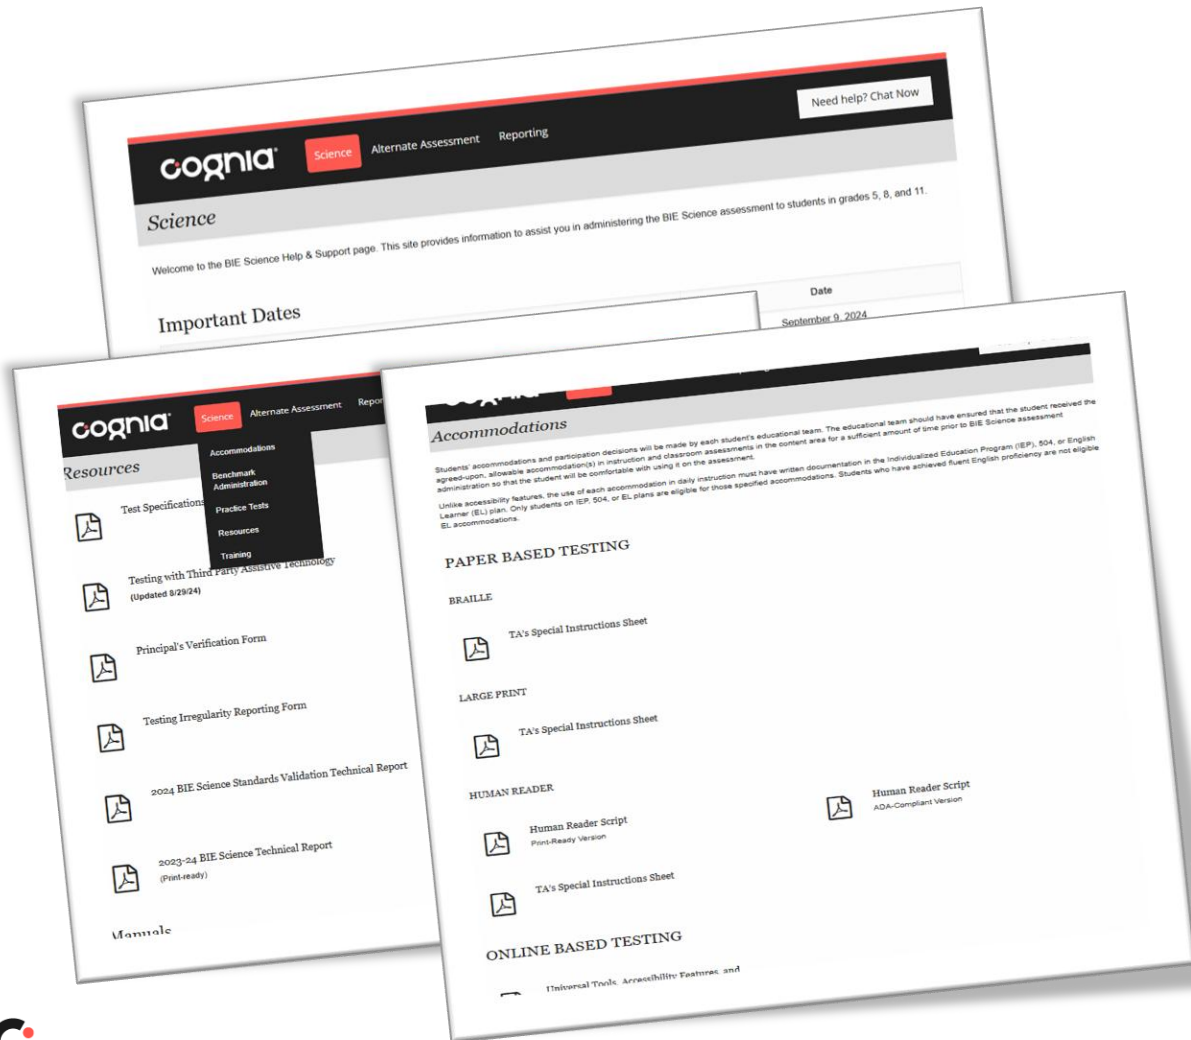 cognia
Science
Alternate Assessment
Reporting
Need help? Chat Now
Science
Welcome to the BIE Science Help & Support page. This site provides information to assist you in administering the BIE Science assessment to students in grades 5, 8, and 11.
Important Dates
Date
September 9, 2024
cognia
Science
Alternate Assessment
Accommodations
Benchmark
Administration
Practice Tests
Resources
Training
Resources
Test Specifications
Testing with Third Party Assistive Technology
(Updated 8/29/24)
Principal's Verification Form
Testing Irregularity Reporting Form
2024 BIE Science Standards Validation Technical Report
2023-24 BIE Science Technical Report
(Print-ready)
Manuals
Accommodations
Students' accommodations and participation decisions will be made by each student's educational team. The educational team should have ensured that the student received the
agreed-upon, allowable accommodation(s) in instruction and classroom assessments in the content area for a sufficient amount of time prior to BIE Science assessment
administration so that the student will be comfortable with using it on the assessment.
Unlike accessibility features, the use of each accommodation in daily instruction must have written documentation in the Individualized Education Program (IEP), 504, or English
Learner (EL) plan. Only students on IEP, 504, or EL plans are eligible for those specified accommodations. Students who have achieved fluent English proficiency are not eligible
EL accommodations.
PAPER BASED TESTING
BRAILLE
TA's Special Instructions Sheet
LARGE PRINT
TA's Special Instructions Sheet
HUMAN READER
Human Reader Script
Print-Ready Version
Human Reader Script
ADA-Compliant Version
TA's Special Instructions Sheet
ONLINE BASED TESTING
Universal Tools, Accessibility Features, and